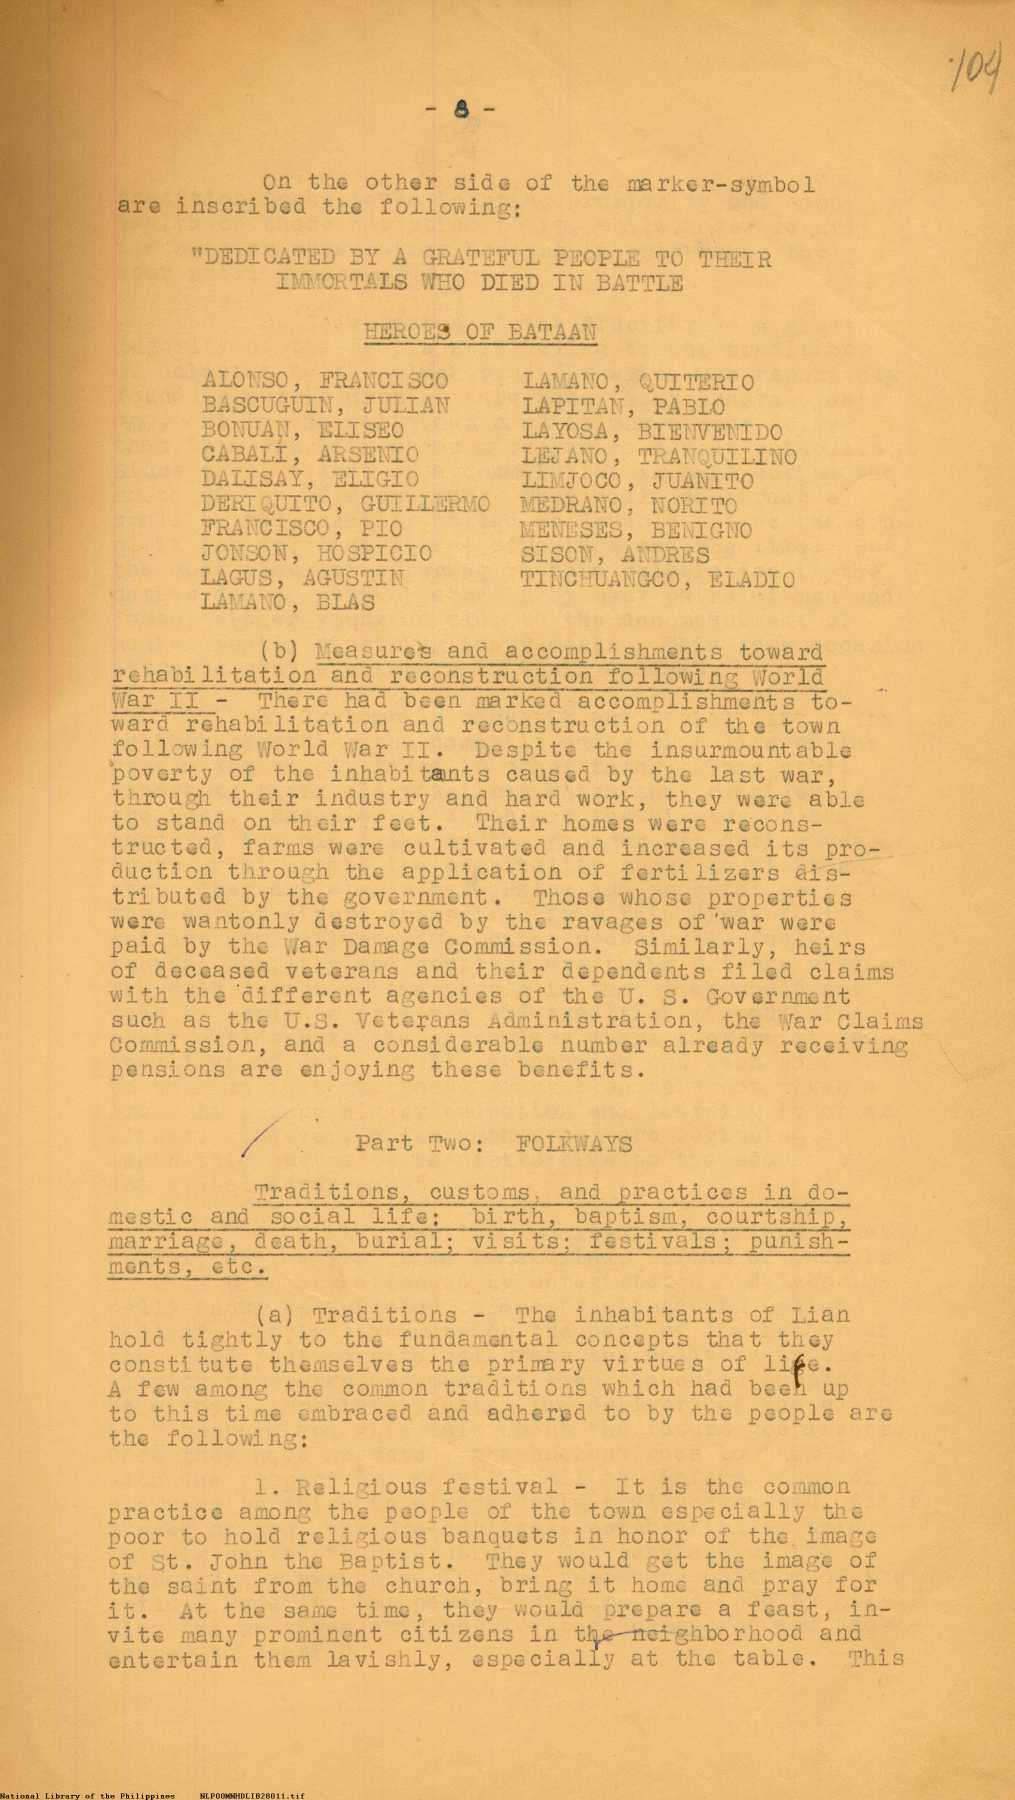 104
- 8 -
On the other side of the marker-symbol
are inscribed the following:
"DEDICATED BY A GRATEFUL PEOPLE TO THEIR
IMMORTALS WHO DIED IN BATTLE
HEROES OF BATAAN
ALONSO, FRANCISCO LAMANO, QUITERIO
BASCUGUIN, JULIAN LAPITAN, PABLO
BONUAN, ELISEO LAYOSA, BIENVENIDO
CABALI, ARSENIO LEJANO, TRANQUILINO
DALISAY, ELIGIO LIMJOCO, JUANITO
DERIQUITO, GUILLERMO MEDRANO, NORITO
FRANCISCO, PIO MENESES, BENIGNO
JONSON, HOSPICIO SISON, ANDRES
LAGUS, AGUSTIN TINCHUANGCO, ELADIO
LAMANO, BLAS
(b) Measures and accomplishments toward
rehabilitation and reconstruction following World
War II - There had been marked accomplishments to-
ward rehabilitation and reconstruction of the town
following World War II. Despite the insurmountable
poverty of the inhabitants caused by the last war,
through their industry and hard work, they were able
to stand on their feet. Their homes were recons-
tructed, farms were cultivated and increased its pro-
duction through the application of fertilizers dis-
tributed by the government. Those whose properties
were wantonly destroyed by the ravages of war were
paid by the War Damage Commission. Similarly, heirs
of deceased veterans and their dependents filed claims
with the different agencies of the U. S. Government
such as the U.S. Veterans Administration, the War Claims
Commission, and a considerable number already receiving
pensions are enjoying these benefits.
Part Two: FOLKWAYS
Traditions, customs, and practices in do-
mestic and social life; birth, baptism, courtship,
marriage, death, burial; visits; festivals; punish-
ments, etc.
(a) Traditions - The inhabitants of Lian
hold tightly to the fundamental concepts that they
constitute themselves the primary virtues of life.
A few among the common traditions which had been up
to this time embraced and adhered to by the people are
the following:
1. Religious festival - It is the common
practice among the people of the town especially the
poor to hold religious banquets in honor of the image
of St. John the Baptist. They would get the image of
the saint from the church, bring it home and pray for
it. At the same time, they would prepare a feast, in-
vite many prominent citizens in the neighborhood and
entertain them lavishly, especially at the table. This
National Library of the Philippines NLPO0MNHDLIB28011.tif